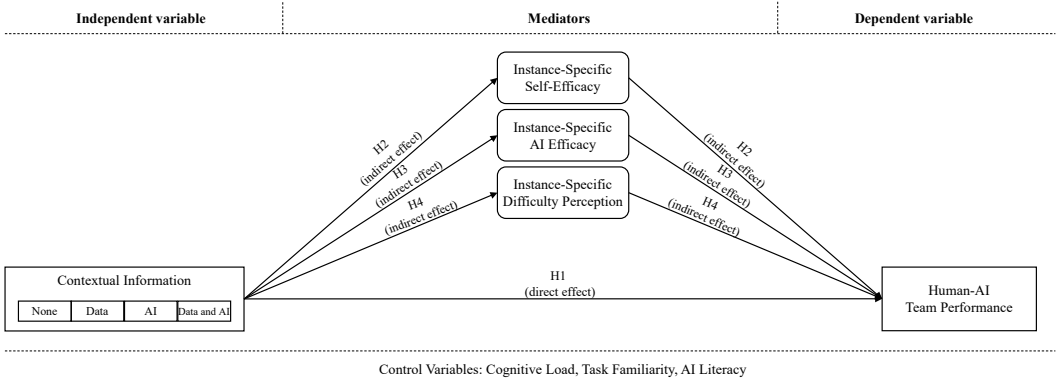 Independent variable
Mediators
Dependent variable
Instance-Specific
Self-Efficacy
Instance-Specific
AI Efficacy
Instance-Specific
Difficulty Perception
H2
(indirect effect)
H3
(indirect effect)
H4
(indirect effect)
H2
(indirect effect)
H3
(indirect effect)
H4
(indirect effect)
H1
(direct effect)
Contextual Information
None
Data
AI
Data and AI
Human-AI
Team Performance
Control Variables: Cognitive Load, Task Familiarity, AI Literacy